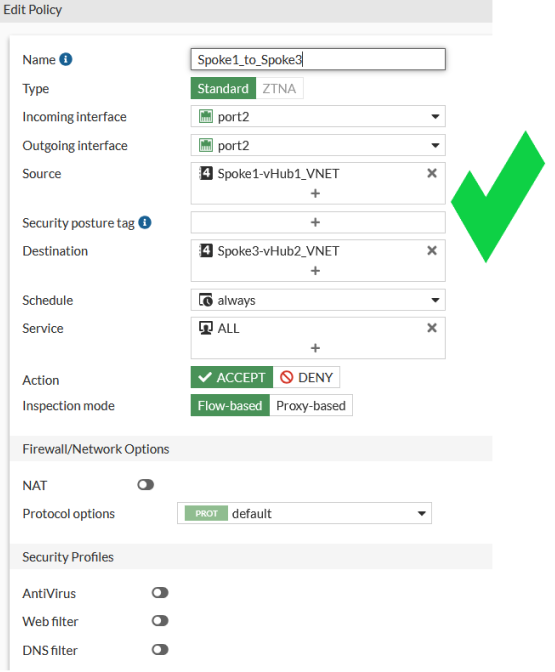 Edit Policy
Name Spoke1_to_Spoke3
Type Standard ZTNA
Incoming interface port2
Outgoing interface port2
Source 4 Spoke1-vHub1_VNET
+
Security posture tag +
Destination 4 Spoke3-vHub2_VNET
+
Schedule always
Service ALL
+
Action ACCEPT DENY
Inspection mode Flow-based Proxy-based
Firewall/Network Options
NAT
Protocol options PROT default
Security Profiles
AntiVirus
Web filter
DNS filter